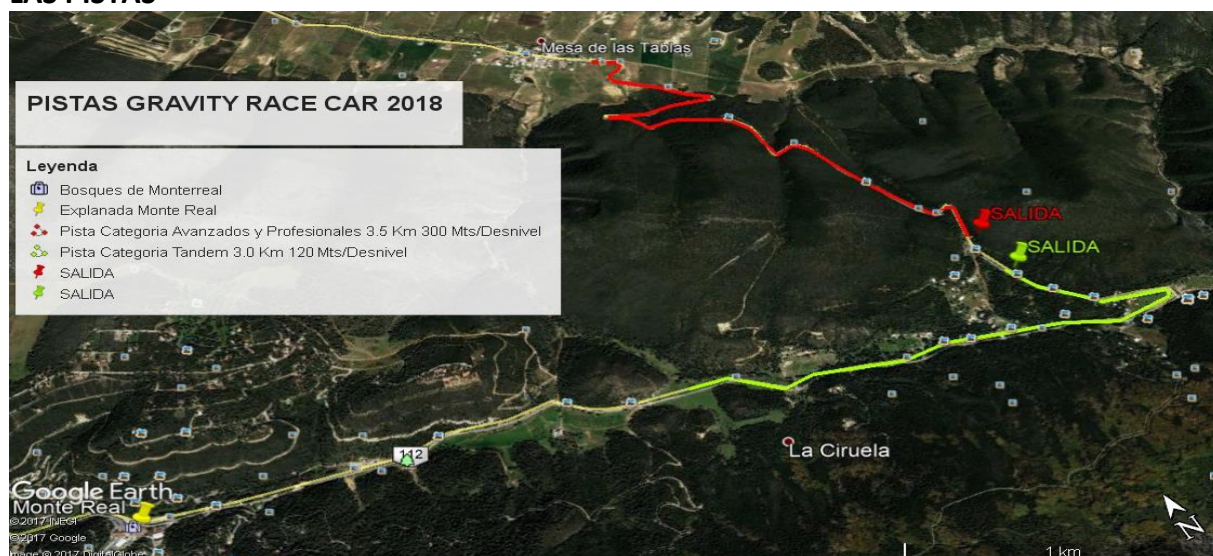 LAS PISTAS
Mesa de las Tablas
PISTAS GRAVITY RACE CAR 2018
Leyenda
Bosques de Monterreal
Explanada Monte Real
Pista Categoria Avanzados y Profesionales 3.5 Km 300 Mts/Desnivel
Pista Categoria Tandem 3.0 Km 120 Mts/Desnivel
SALIDA
SALIDA
SALIDA
SALIDA
La Ciruela
112
Google Earth
Monte Real
©2017 INEGI
©2017 Google
Image © 2017 DigitalGlobe
1 km
N